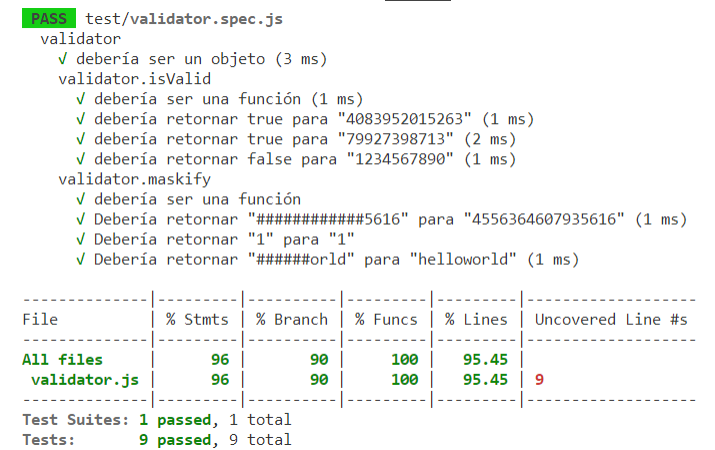 PASS test/validator.spec.js
validator
√ debería ser un objeto (3 ms)
validator.isValid
√ debería ser una función (1 ms)
√ debería retornar true para "4083952015263" (1 ms)
√ debería retornar true para "79927398713" (2 ms)
√ debería retornar false para "1234567890" (1 ms)
validator.maskify
√ debería ser una función
√ Debería retornar "############5616" para "4556364607935616" (1 ms)
√ Debería retornar "1" para "1"
√ Debería retornar "######orld" para "helloworld" (1 ms)
--------------|---------|----------|---------|---------|-------------------
File          | % Stmts | % Branch | % Funcs | % Lines | Uncovered Line #s
--------------|---------|----------|---------|---------|-------------------
All files     |      96 |       90 |     100 |   95.45 |
 validator.js |      96 |       90 |     100 |   95.45 | 9
--------------|---------|----------|---------|---------|-------------------
Test Suites: 1 passed, 1 total
Tests:       9 passed, 9 total